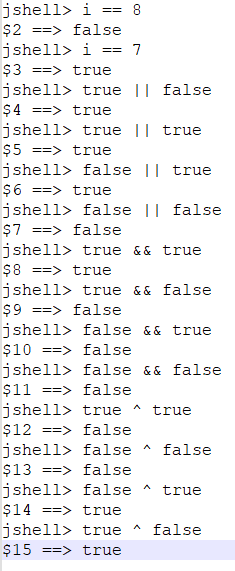 jshell> i == 8
$2 ==> false
jshell> i == 7
$3 ==> true
jshell> true || false
$4 ==> true
jshell> true || true
$5 ==> true
jshell> false || true
$6 ==> true
jshell> false || false
$7 ==> false
jshell> true && true
$8 ==> true
jshell> true && false
$9 ==> false
jshell> false && true
$10 ==> false
jshell> false && false
$11 ==> false
jshell> true ^ true
$12 ==> false
jshell> false ^ false
$13 ==> false
jshell> false ^ true
$14 ==> true
jshell> true ^ false
$15 ==> true